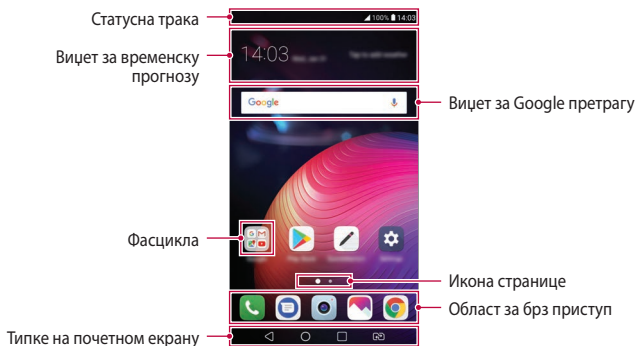 Статусна трака
100% 14:03
Виџет за временску
прогнозу
14:03
Google
Виџет за Google претрагу
Фасцикла
Икона странице
Област за брз приступ
Типке на почетном екрану